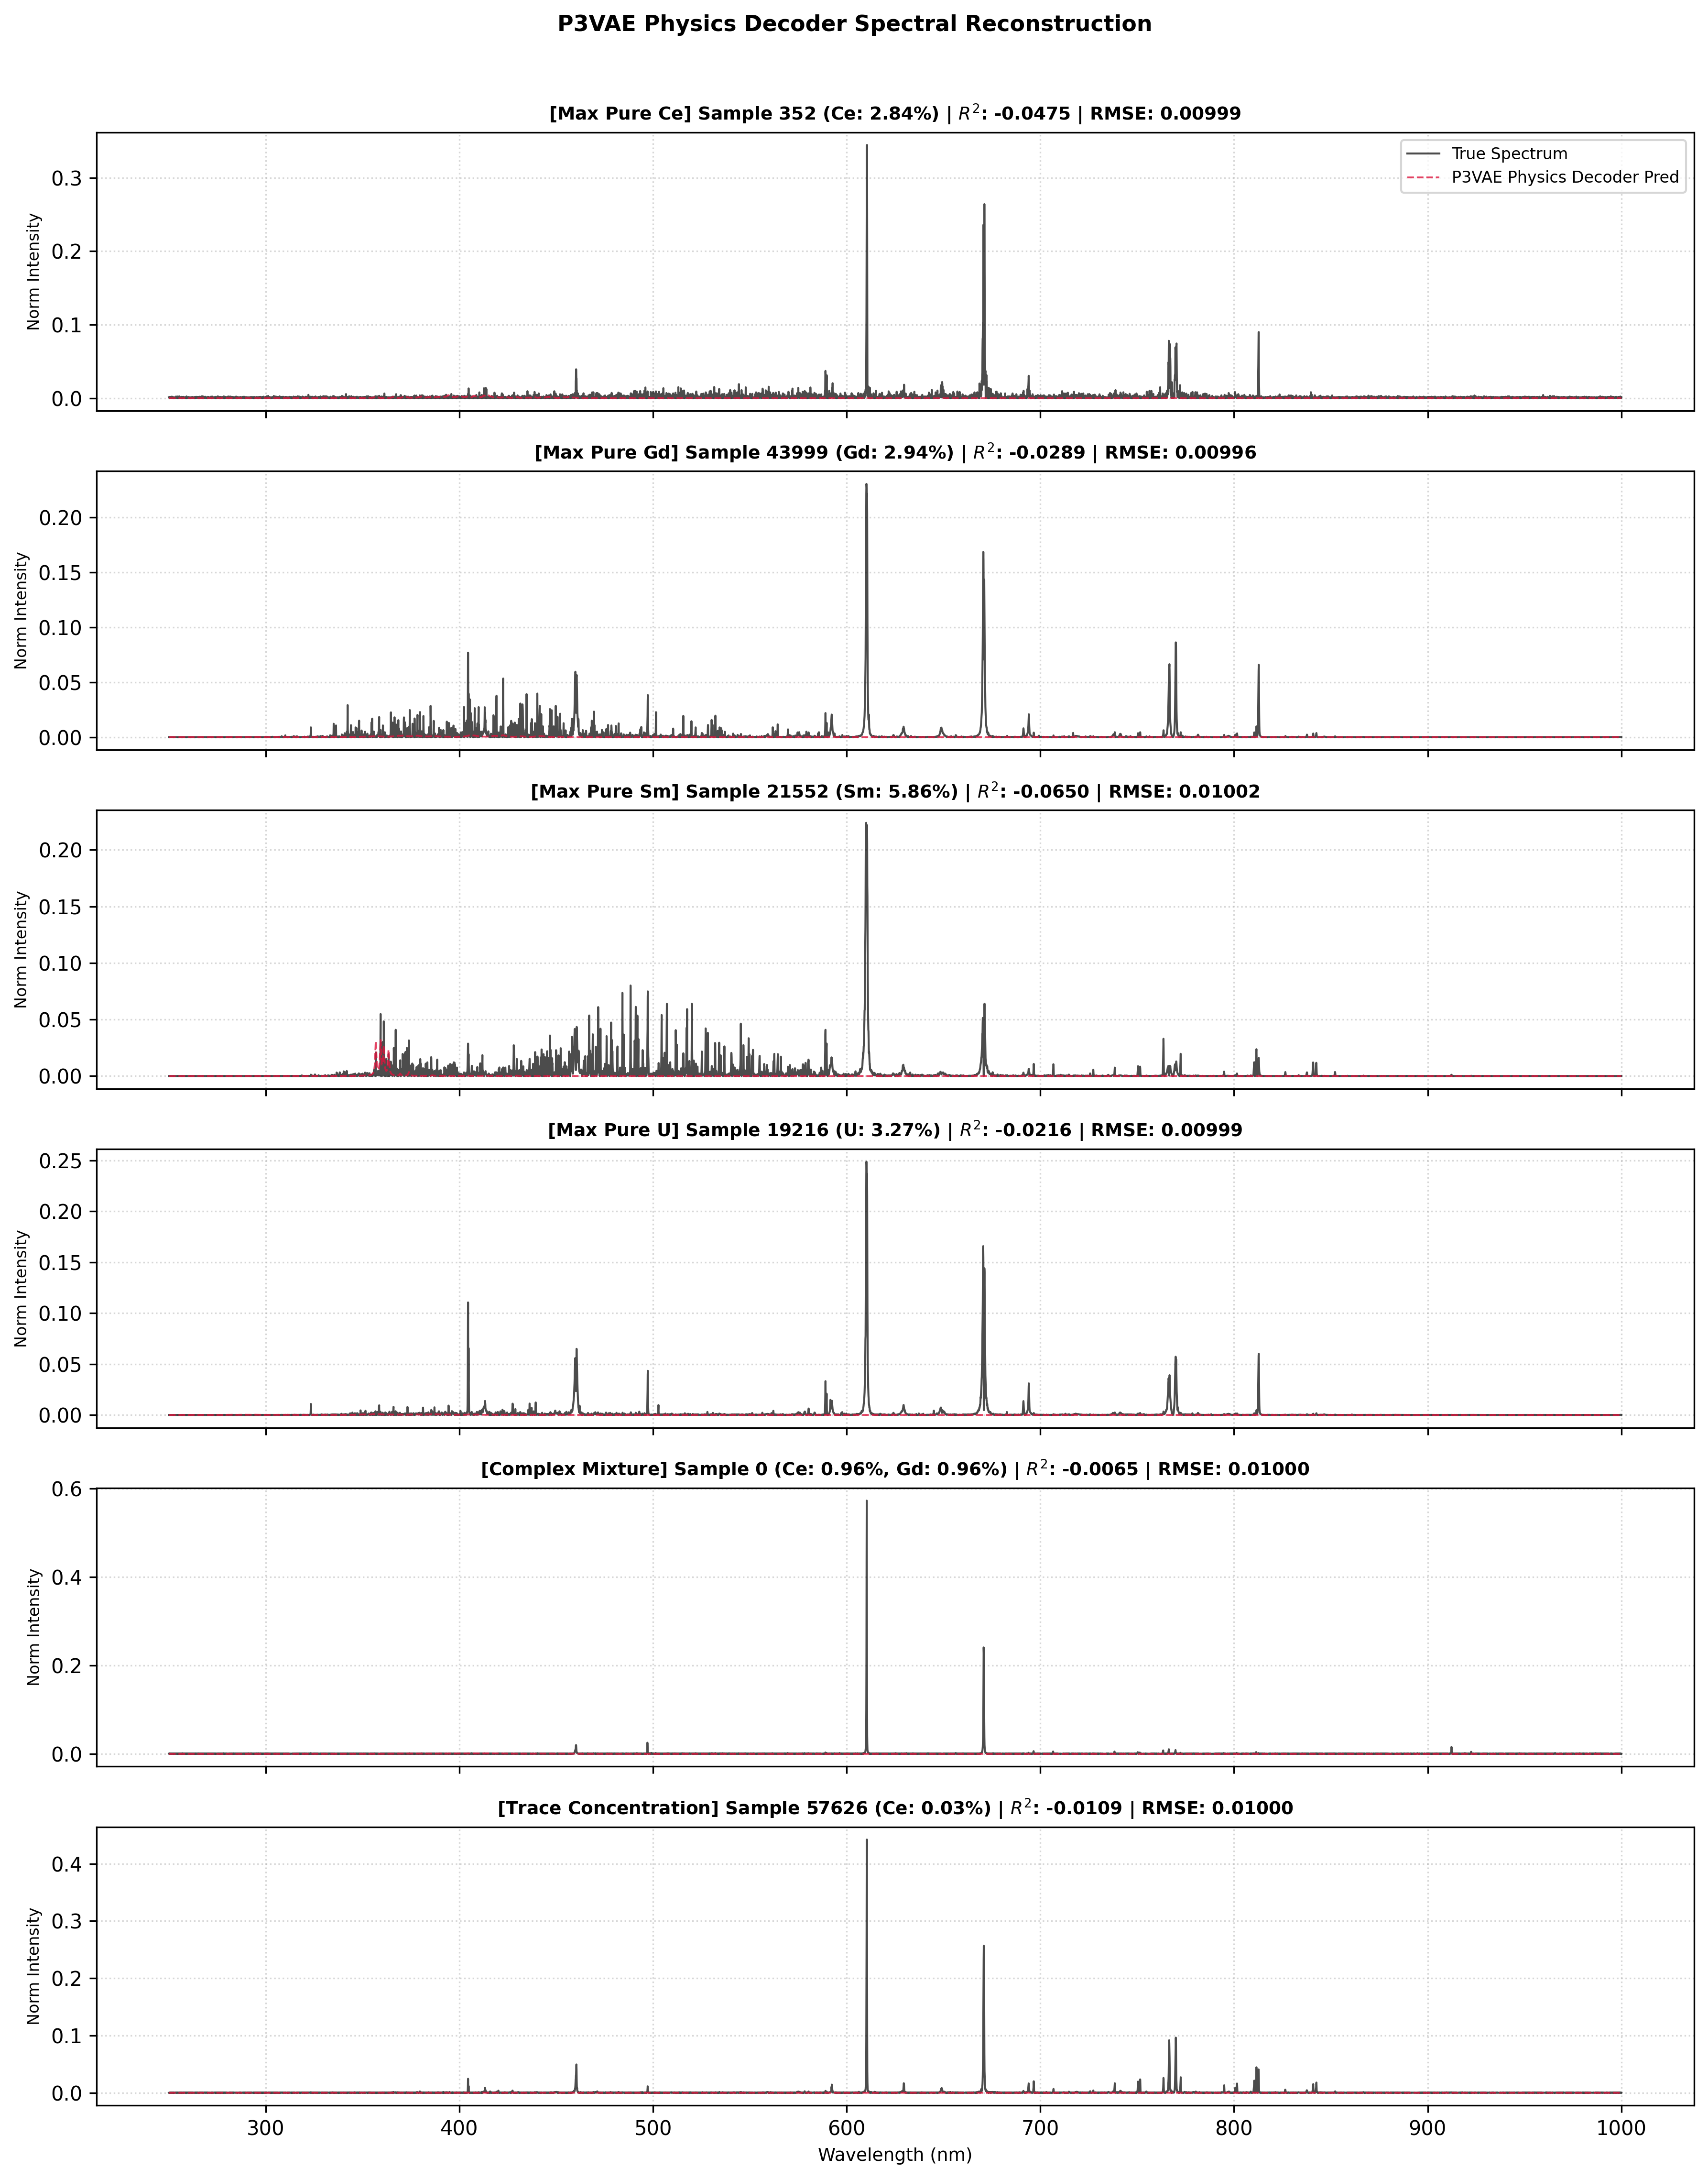 P3VAE Physics Decoder Spectral Reconstruction
[Max Pure Ce] Sample 352 (Ce: 2.84%) | R²: -0.0475 | RMSE: 0.00999
Norm Intensity
0.3
0.2
0.1
0.0
True Spectrum
P3VAE Physics Decoder Pred
[Max Pure Gd] Sample 43999 (Gd: 2.94%) | R²: -0.0289 | RMSE: 0.00996
Norm Intensity
0.20
0.15
0.10
0.05
0.00
[Max Pure Sm] Sample 21552 (Sm: 5.86%) | R²: -0.0650 | RMSE: 0.01002
Norm Intensity
0.20
0.15
0.10
0.05
0.00
[Max Pure U] Sample 19216 (U: 3.27%) | R²: -0.0216 | RMSE: 0.00999
Norm Intensity
0.25
0.20
0.15
0.10
0.05
0.00
[Complex Mixture] Sample 0 (Ce: 0.96%, Gd: 0.96%) | R²: -0.0065 | RMSE: 0.01000
Norm Intensity
0.6
0.4
0.2
0.0
[Trace Concentration] Sample 57626 (Ce: 0.03%) | R²: -0.0109 | RMSE: 0.01000
Norm Intensity
0.4
0.3
0.2
0.1
0.0
300 400 500 600 700 800 900 1000
Wavelength (nm)